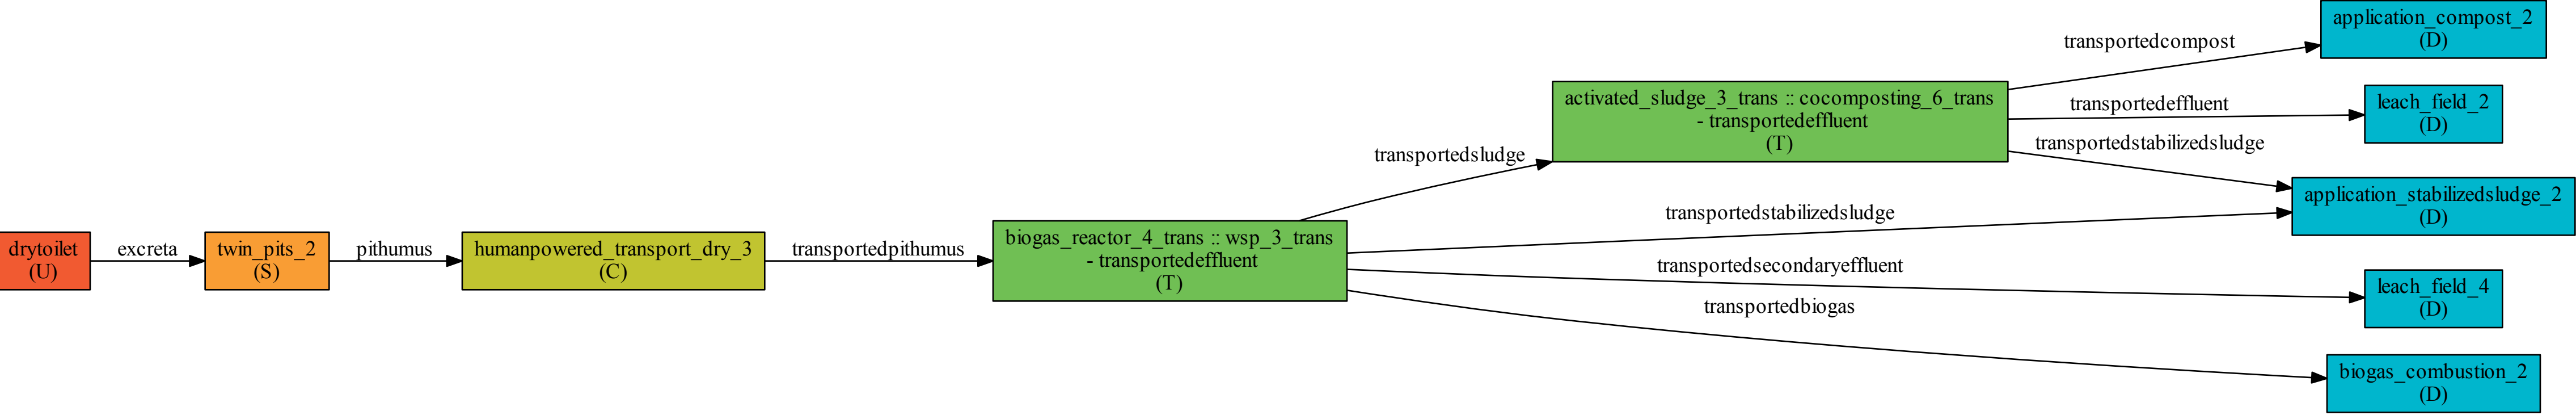 drytoilet
(U)
excreta
twin_pits_2
(S)
pithumus
humanpowered_transport_dry_3
(C)
transportedpithumus
biogas_reactor_4_trans :: wsp_3_trans
- transportedeffluent
(T)
transportedsludge
transportedstabilizedsludge
transportedsecondaryeffluent
transportedbiogas
activated_sludge_3_trans :: cocomposting_6_trans
- transportedeffluent
(T)
transportedcompost
transportedeffluent
transportedstabilizedsludge
application_compost_2
(D)
leach_field_2
(D)
application_stabilizedsludge_2
(D)
leach_field_4
(D)
biogas_combustion_2
(D)